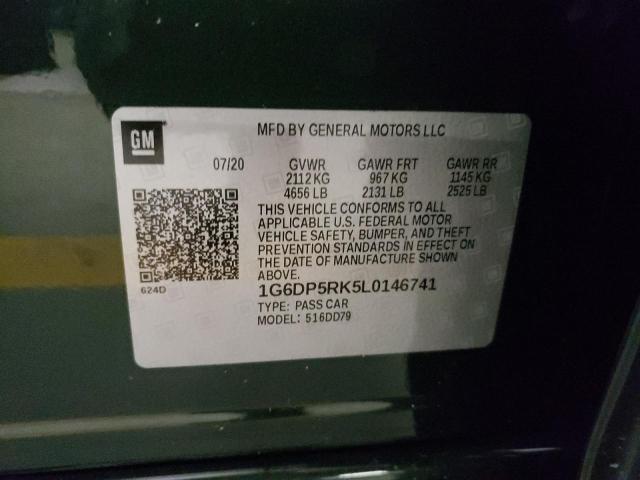 GM
MFD BY GENERAL MOTORS LLC
07/20 GVWR GAWR FRT GAWR RR
2112 KG 967 KG 1145 KG
4656 LB 2131 LB 2525 LB
THIS VEHICLE CONFORMS TO ALL
APPLICABLE U.S. FEDERAL MOTOR
VEHICLE SAFETY, BUMPER, AND THEFT
PREVENTION STANDARDS IN EFFECT ON
THE DATE OF MANUFACTURE SHOWN
ABOVE.
624D
1G6DP5RK5L0146741
TYPE: PASS CAR
MODEL: 516DD79